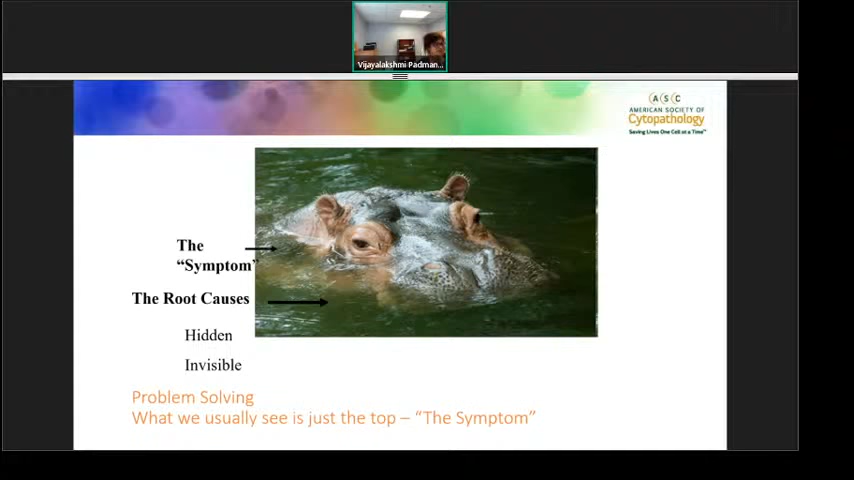 Vijayalakshmi Padman...
ASC
AMERICAN SOCIETY OF
Cytopathology
Saving Lives One Cell at a Time™
The
“Symptom”
The Root Causes
Hidden
Invisible
Problem Solving
What we usually see is just the top – “The Symptom”